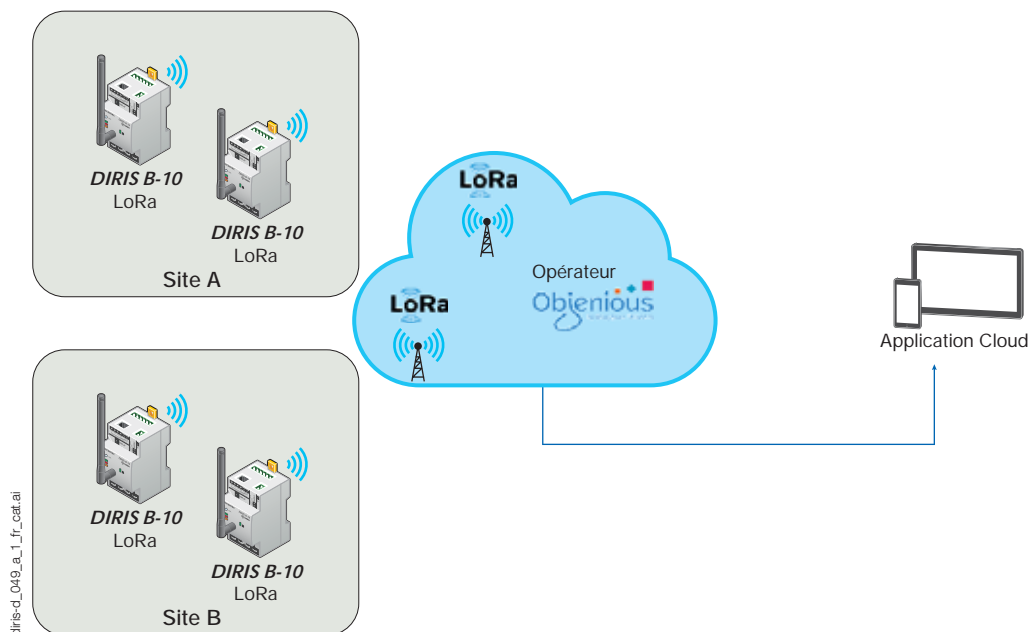 DIRIS B-10
LoRa
DIRIS B-10
LoRa
Site A
LoRa
Opérateur
Objenious
LoRa
Application Cloud
DIRIS B-10
LoRa
DIRIS B-10
LoRa
Site B
diris-d_049_a_1_fr_cat.ai